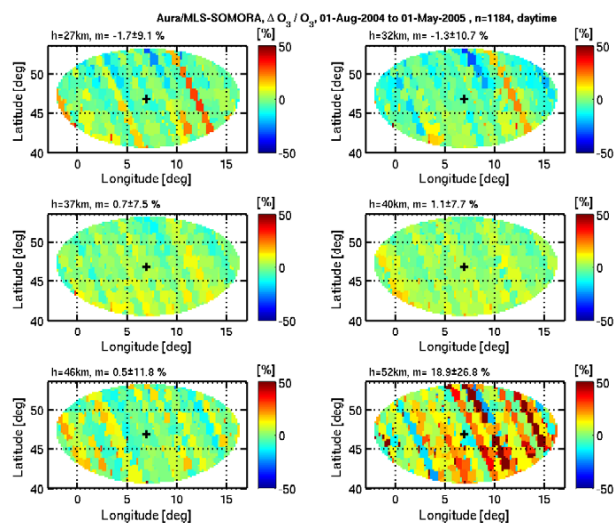 Aura/MLS-SOMORA, Δ O3 / O3, 01-Aug-2004 to 01-May-2005 , n=1184, daytime
h=27km, m= -1.7±9.1 % [%]
h=32km, m= -1.3±10.7 % [%]
50
0
-50
50
45
40
Latitude [deg]
0 5 10 15
Longitude [deg]
50
0
-50
50
45
40
Latitude [deg]
0 5 10 15
Longitude [deg]
h=37km, m= 0.7±7.5 % [%]
h=40km, m= 1.1±7.7 % [%]
50
0
-50
50
45
40
Latitude [deg]
0 5 10 15
Longitude [deg]
50
0
-50
50
45
40
Latitude [deg]
0 5 10 15
Longitude [deg]
h=46km, m= 0.5±11.8 % [%]
h=52km, m= 18.9±26.8 % [%]
50
0
-50
50
45
40
Latitude [deg]
0 5 10 15
Longitude [deg]
50
0
-50
50
45
40
Latitude [deg]
0 5 10 15
Longitude [deg]